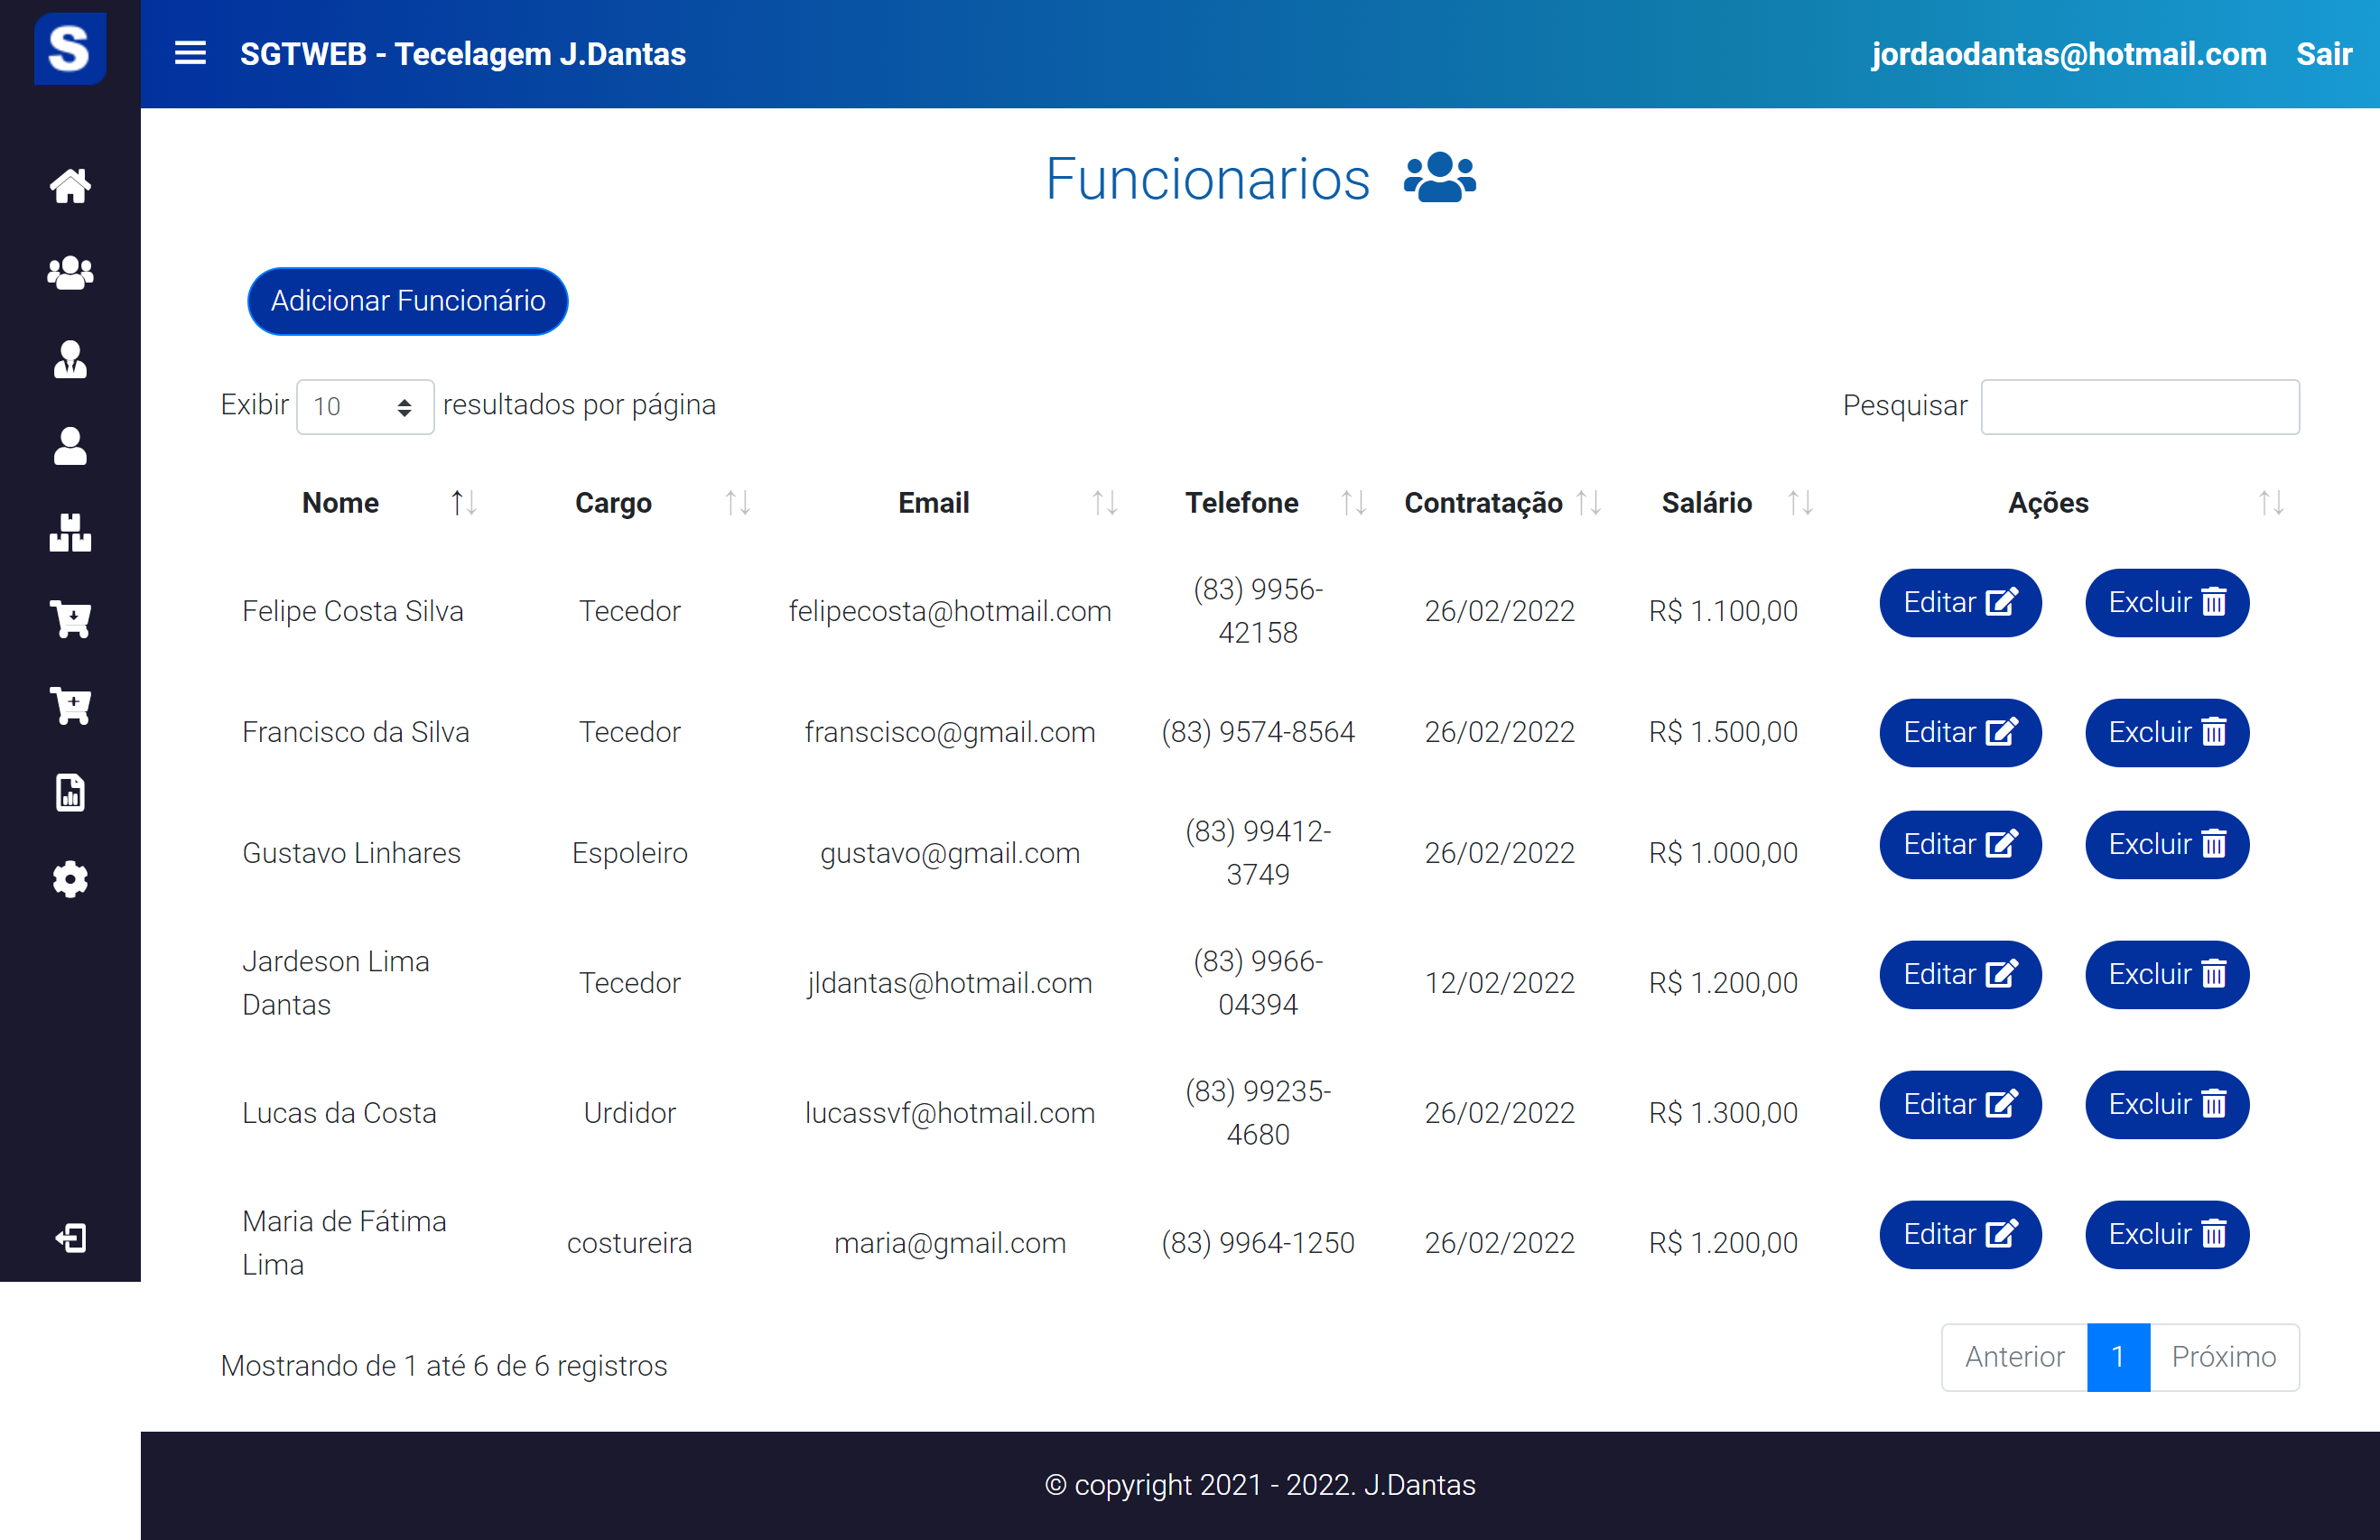 S
SGTWEB - Tecelagem J.Dantas
jordaodantas@hotmail.com Sair
Funcionarios
Adicionar Funcionário
Exibir 10 resultados por página
Pesquisar
Nome Cargo Email Telefone Contratação Salário Ações
Felipe Costa Silva Tecedor felipecosta@hotmail.com (83) 9956-
42158 26/02/2022 R$ 1.100,00 Editar Excluir
Francisco da Silva Tecedor franscisco@gmail.com (83) 9574-8564 26/02/2022 R$ 1.500,00 Editar Excluir
Gustavo Linhares Espoleiro gustavo@gmail.com (83) 99412-
3749 26/02/2022 R$ 1.000,00 Editar Excluir
Jardeson Lima
Dantas Tecedor jldantas@hotmail.com (83) 9966-
04394 12/02/2022 R$ 1.200,00 Editar Excluir
Lucas da Costa Urdidor lucassvf@hotmail.com (83) 99235-
4680 26/02/2022 R$ 1.300,00 Editar Excluir
Maria de Fátima
Lima costureira maria@gmail.com (83) 9964-1250 26/02/2022 R$ 1.200,00 Editar Excluir
Mostrando de 1 até 6 de 6 registros
Anterior 1 Próximo
© copyright 2021 - 2022. J.Dantas